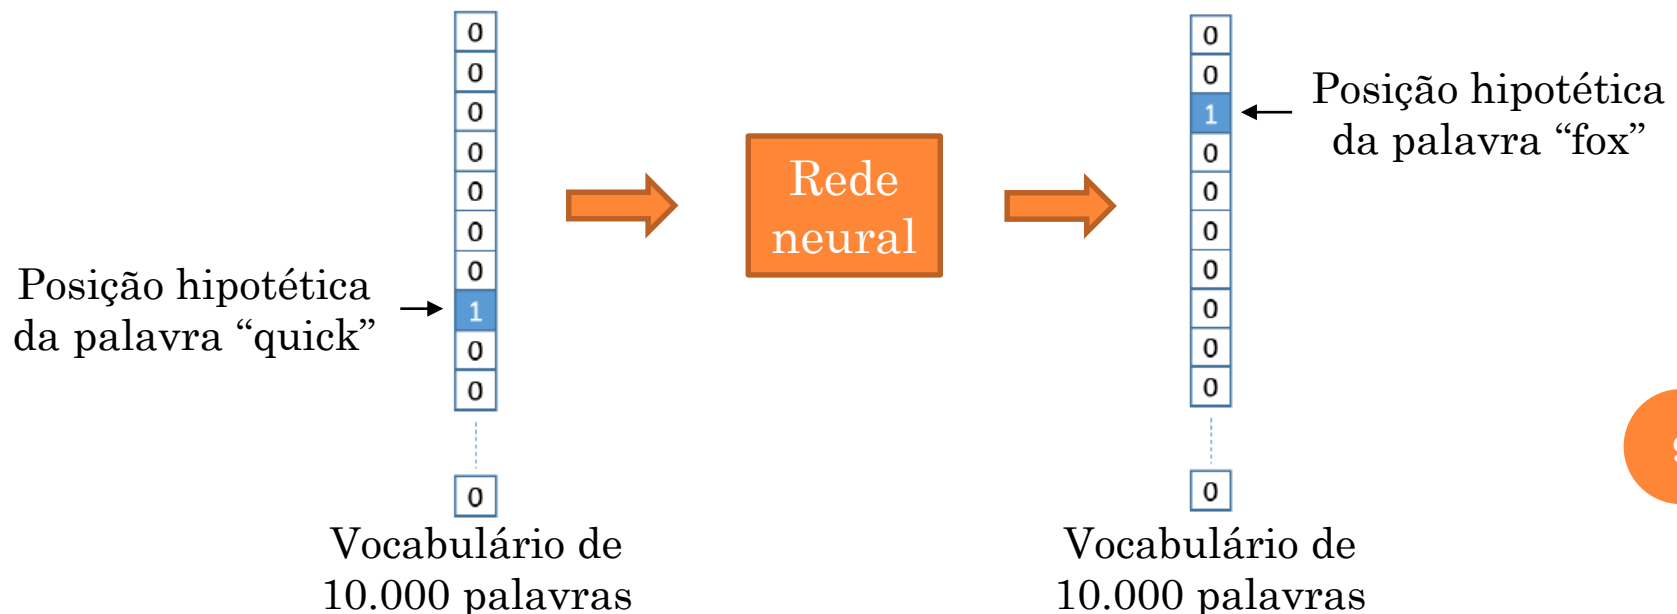 0
0
0
0
0
0
0
1
0
0
0
Posição hipotética
da palavra “quick”
Vocabulário de
10.000 palavras
Rede
neural
0
0
1
0
0
0
0
0
0
0
0
Posição hipotética
da palavra “fox”
Vocabulário de
10.000 palavras